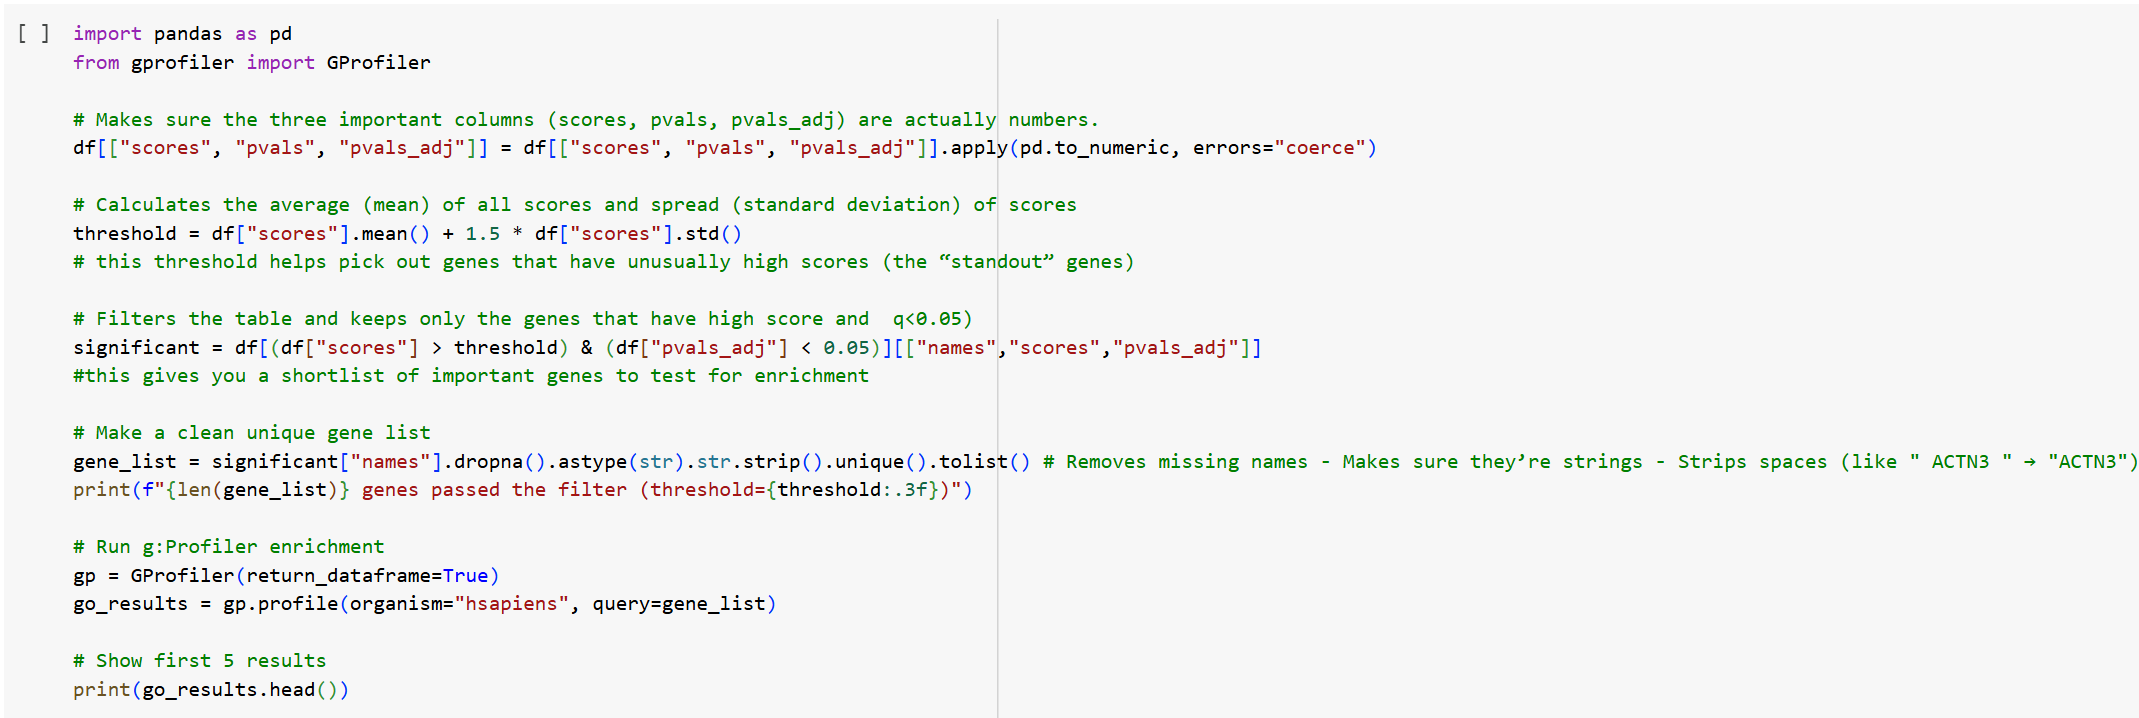 [ ] import pandas as pd
from gprofiler import GProfiler
# Makes sure the three important columns (scores, pvals, pvals_adj) are actually numbers.
df[["scores", "pvals", "pvals_adj"]] = df[["scores", "pvals", "pvals_adj"]].apply(pd.to_numeric, errors="coerce")
# Calculates the average (mean) of all scores and spread (standard deviation) of scores
threshold = df["scores"].mean() + 1.5 * df["scores"].std()
# this threshold helps pick out genes that have unusually high scores (the “standout” genes)
# Filters the table and keeps only the genes that have high score and  q<0.05)
significant = df[(df["scores"] > threshold) & (df["pvals_adj"] < 0.05)][["names","scores","pvals_adj"]]
#this gives you a shortlist of important genes to test for enrichment
# Make a clean unique gene list
gene_list = significant["names"].dropna().astype(str).str.strip().unique().tolist() # Removes missing names - Makes sure they’re strings - Strips spaces (like " ACTN3 " → "ACTN3")
print(f"{len(gene_list)} genes passed the filter (threshold={threshold:.3f})")
# Run g:Profiler enrichment
gp = GProfiler(return_dataframe=True)
go_results = gp.profile(organism="hsapiens", query=gene_list)
# Show first 5 results
print(go_results.head())